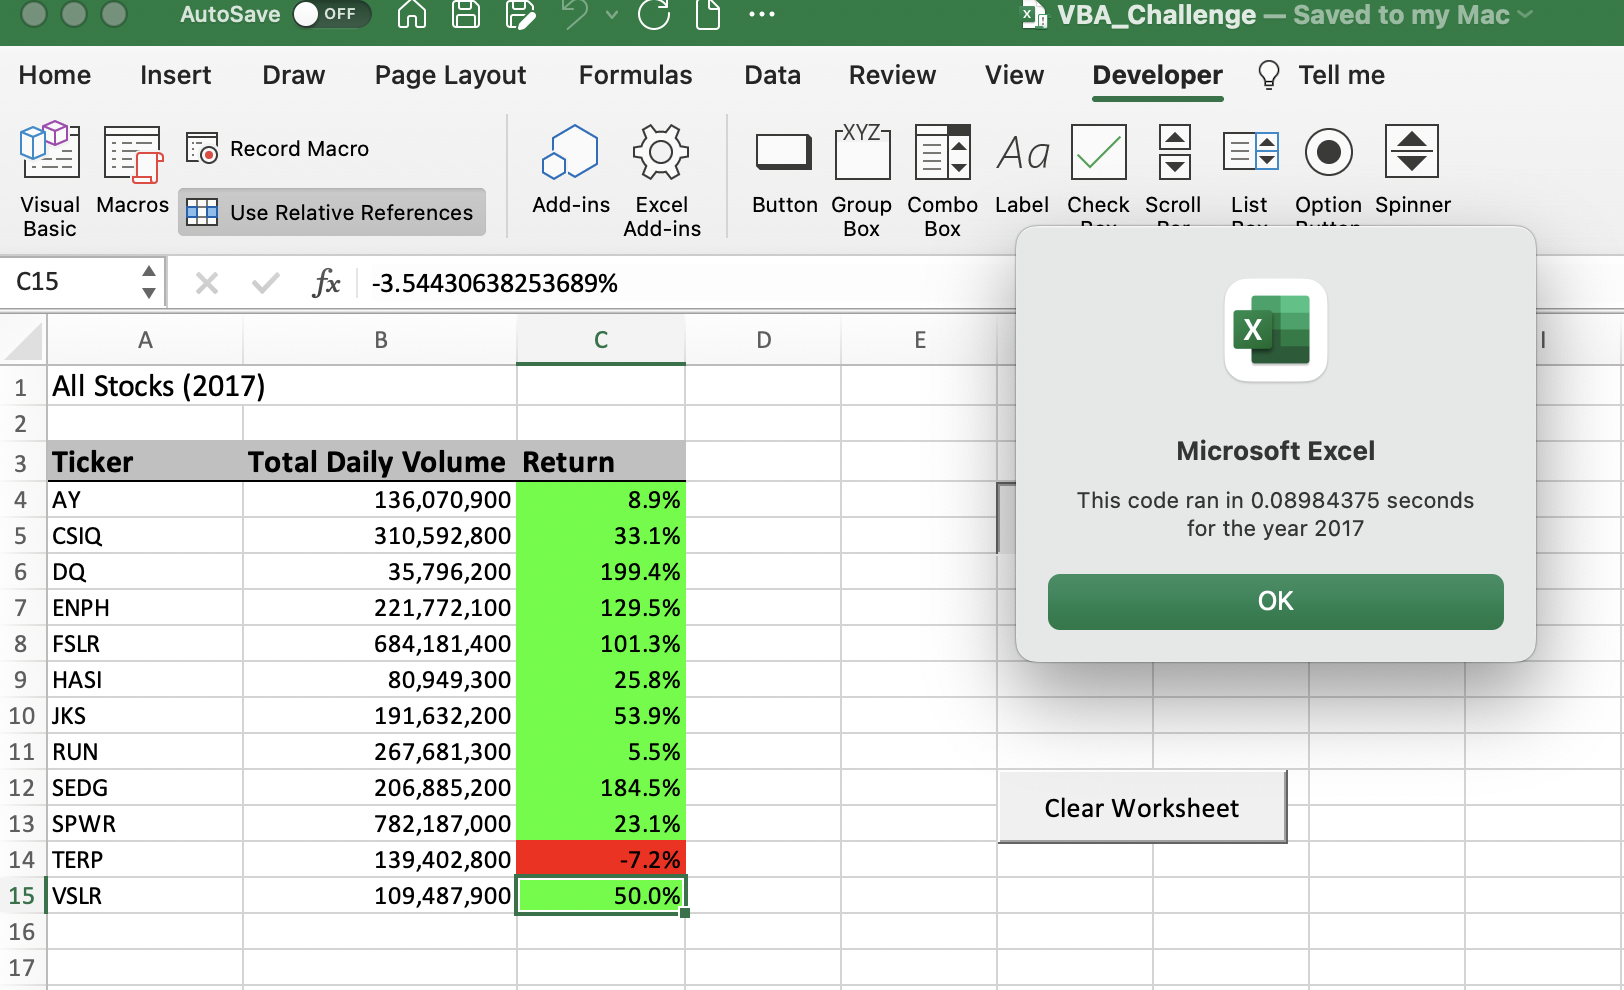 AutoSave OFF VBA_Challenge — Saved to my Mac
Home Insert Draw Page Layout Formulas Data Review View Developer Tell me
Visual Basic
Macros
Record Macro
Use Relative References
Add-ins
Excel Add-ins
Button
Group Box
Combo Box
Label
Check Box
Scroll Bar
List Box
Option Button
Spinner
XYZ
Aa
C15 fx -3.54430638253689%
A B C D E I
1 All Stocks (2017)
2
3 Ticker Total Daily Volume Return
4 AY 136,070,900 8.9%
5 CSIQ 310,592,800 33.1%
6 DQ 35,796,200 199.4%
7 ENPH 221,772,100 129.5%
8 FSLR 684,181,400 101.3%
9 HASI 80,949,300 25.8%
10 JKS 191,632,200 53.9%
11 RUN 267,681,300 5.5%
12 SEDG 206,885,200 184.5%
13 SPWR 782,187,000 23.1%
14 TERP 139,402,800 -7.2%
15 VSLR 109,487,900 50.0%
16
17
X
Microsoft Excel
This code ran in 0.08984375 seconds
for the year 2017
OK
Clear Worksheet